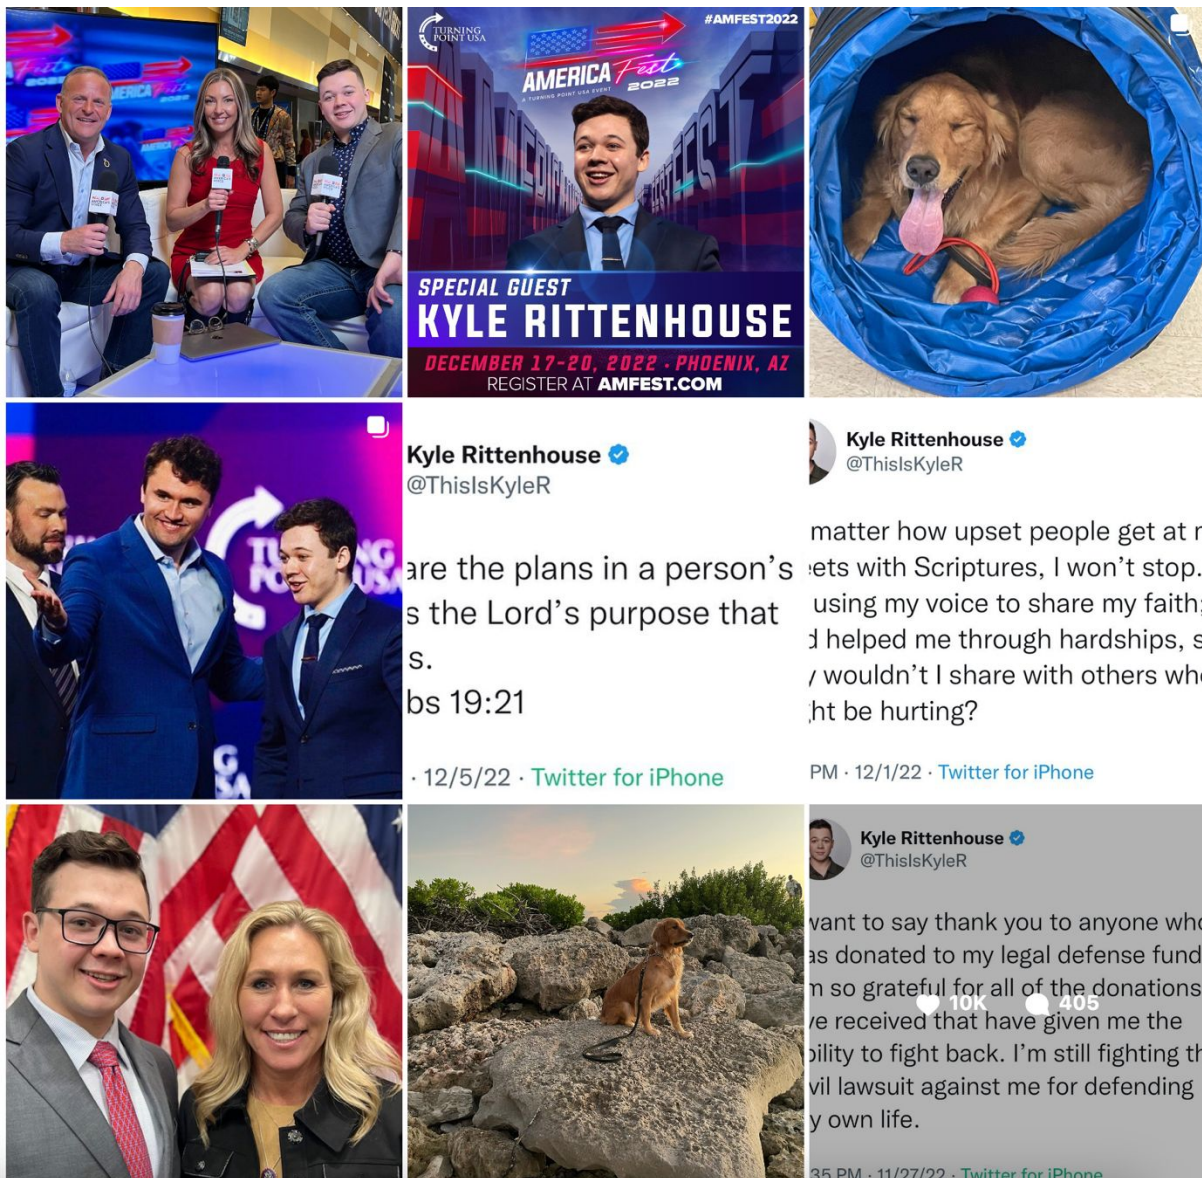 AMERICA
Fest
2022
#AMFEST2022
TURNING
POINT USA
AMERICA Fest
A TURNING POINT USA EVENT
2022
SPECIAL GUEST
KYLE RITTENHOUSE
DECEMBER 17-20, 2022 · PHOENIX, AZ
REGISTER AT AMFEST.COM
TURNING
POINT USA
Kyle Rittenhouse
@ThisIsKyleR
are the plans in a person's
s the Lord's purpose that
s.
bs 19:21
· 12/5/22 · Twitter for iPhone
Kyle Rittenhouse
@ThisIsKyleR
matter how upset people get at
ets with Scriptures, I won't stop.
using my voice to share my faith;
d helped me through hardships, s
y wouldn't I share with others who
ht be hurting?
PM · 12/1/22 · Twitter for iPhone
Kyle Rittenhouse
@ThisIsKyleR
want to say thank you to anyone who
as donated to my legal defense fund
m so grateful for all of the donations
10K 405
ve received that have given me the
bility to fight back. I'm still fighting th
vil lawsuit against me for defending
y own life.
35 PM · 11/27/22 · Twitter for iPhone